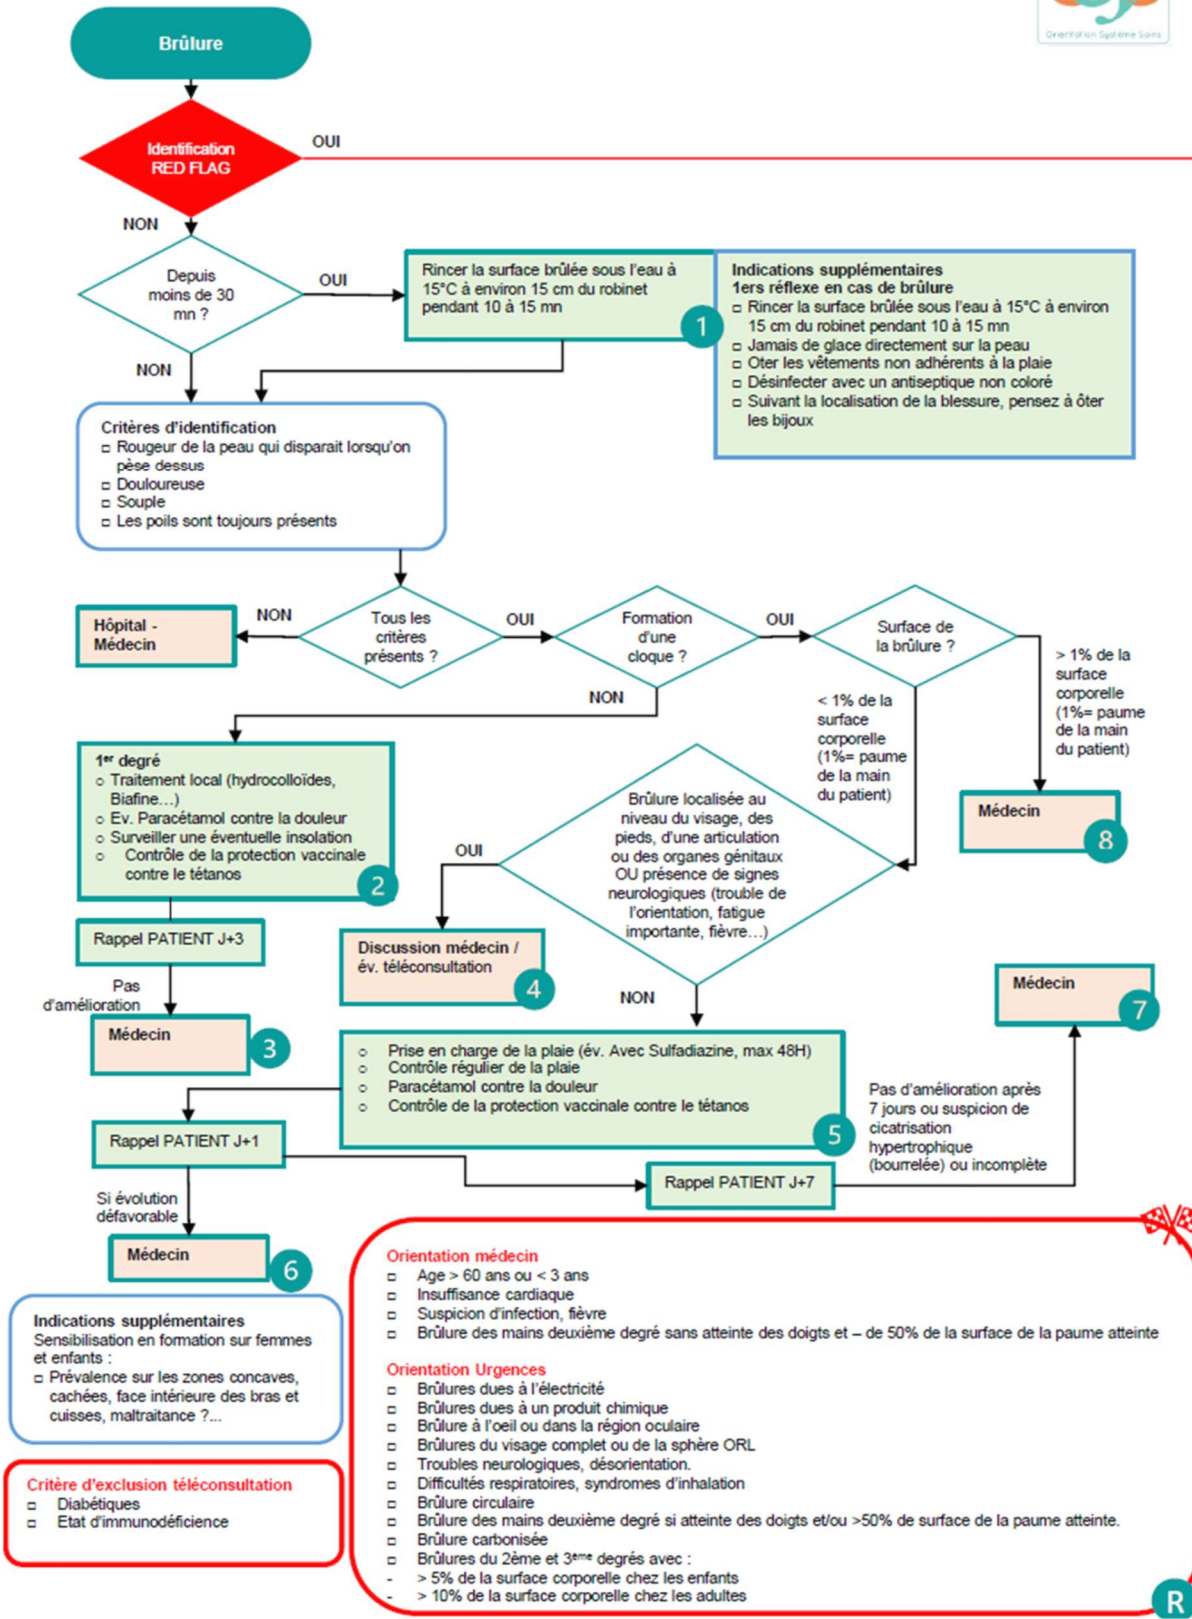 Orientation Système Soins
Brûlure
Identification
RED FLAG
OUI
NON
Depuis
moins de 30
mn ?
OUI
NON
Rincer la surface brûlée sous l'eau à
15°C à environ 15 cm du robinet
pendant 10 à 15 mn
1
Indications supplémentaires
1ers réflexe en cas de brûlure
□ Rincer la surface brûlée sous l'eau à 15°C à environ
15 cm du robinet pendant 10 à 15 mn
□ Jamais de glace directement sur la peau
□ Oter les vêtements non adhérents à la plaie
□ Désinfecter avec un antiseptique non coloré
□ Suivant la localisation de la blessure, pensez à ôter
les bijoux
Critères d'identification
□ Rougeur de la peau qui disparait lorsqu'on
pèse dessus
□ Douloureuse
□ Souple
□ Les poils sont toujours présents
Hôpital -
Médecin
NON
Tous les
critères
présents ?
OUI
Formation
d'une
cloque ?
OUI
Surface de
la brûlure ?
NON
> 1% de la
surface
corporelle
(1%= paume
de la main
du patient)
< 1% de la
surface
corporelle
(1%= paume
de la main
du patient)
1er degré
○ Traitement local (hydrocolloïdes,
Biafine…)
○ Ev. Paracétamol contre la douleur
○ Surveiller une éventuelle insolation
○ Contrôle de la protection vaccinale
contre le tétanos
2
Brûlure localisée au
niveau du visage, des
pieds, d'une articulation
ou des organes génitaux
OU présence de signes
neurologiques (trouble de
l'orientation, fatigue
importante, fièvre…)
Médecin
8
OUI
Rappel PATIENT J+3
Discussion médecin /
év. téléconsultation
4
NON
Pas
d'amélioration
Médecin
3
Médecin
7
○ Prise en charge de la plaie (év. Avec Sulfadiazine, max 48H)
○ Contrôle régulier de la plaie
○ Paracétamol contre la douleur
○ Contrôle de la protection vaccinale contre le tétanos
5
Pas d'amélioration après
7 jours ou suspicion de
cicatrisation
hypertrophique
(bourrelée) ou incomplète
Rappel PATIENT J+1
Rappel PATIENT J+7
Si évolution
défavorable
Médecin
6
Indications supplémentaires
Sensibilisation en formation sur femmes
et enfants :
□ Prévalence sur les zones concaves,
cachées, face intérieure des bras et
cuisses, maltraitance ?...
Critère d'exclusion téléconsultation
□ Diabétiques
□ Etat d'immunodéficience
Orientation médecin
□ Age > 60 ans ou < 3 ans
□ Insuffisance cardiaque
□ Suspicion d'infection, fièvre
□ Brûlure des mains deuxième degré sans atteinte des doigts et – de 50% de la surface de la paume atteinte
Orientation Urgences
□ Brûlures dues à l'électricité
□ Brûlures dues à un produit chimique
□ Brûlure à l'oeil ou dans la région oculaire
□ Brûlures du visage complet ou de la sphère ORL
□ Troubles neurologiques, désorientation.
□ Difficultés respiratoires, syndromes d'inhalation
□ Brûlure circulaire
□ Brûlure des mains deuxième degré si atteinte des doigts et/ou >50% de surface de la paume atteinte.
□ Brûlure carbonisée
□ Brûlures du 2ème et 3ème degrés avec :
- > 5% de la surface corporelle chez les enfants
- > 10% de la surface corporelle chez les adultes
R